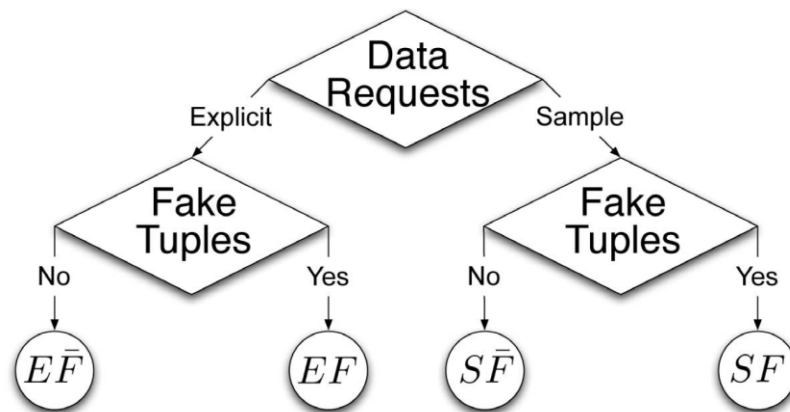 Data
Requests
Explicit
Sample
Fake
Tuples
Fake
Tuples
No
Yes
No
Yes
EF̄
EF
SF̄
SF